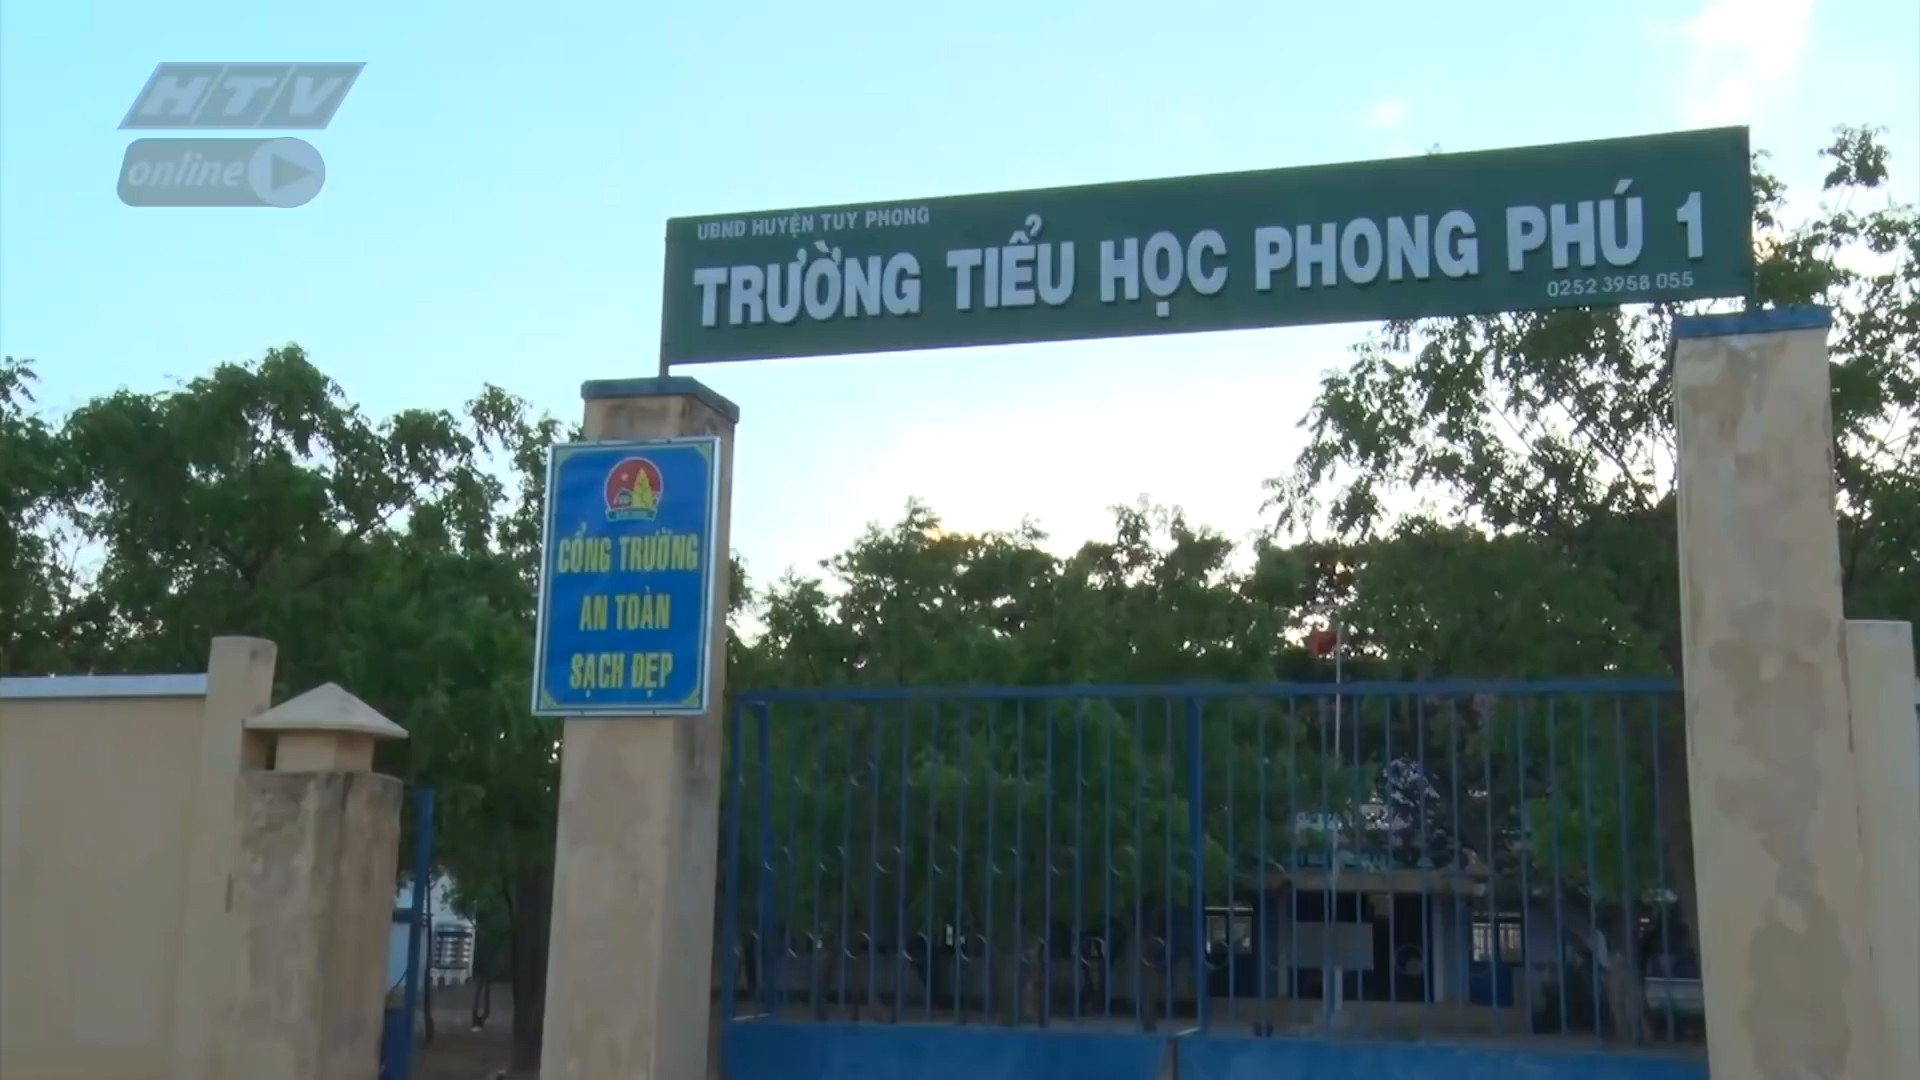 HTV
online
UBND HUYỆN TUY PHONG
TRƯỜNG TIỂU HỌC PHONG PHÚ 1
0252 3958 055
CỔNG TRƯỜNG
AN TOÀN
SẠCH ĐẸP